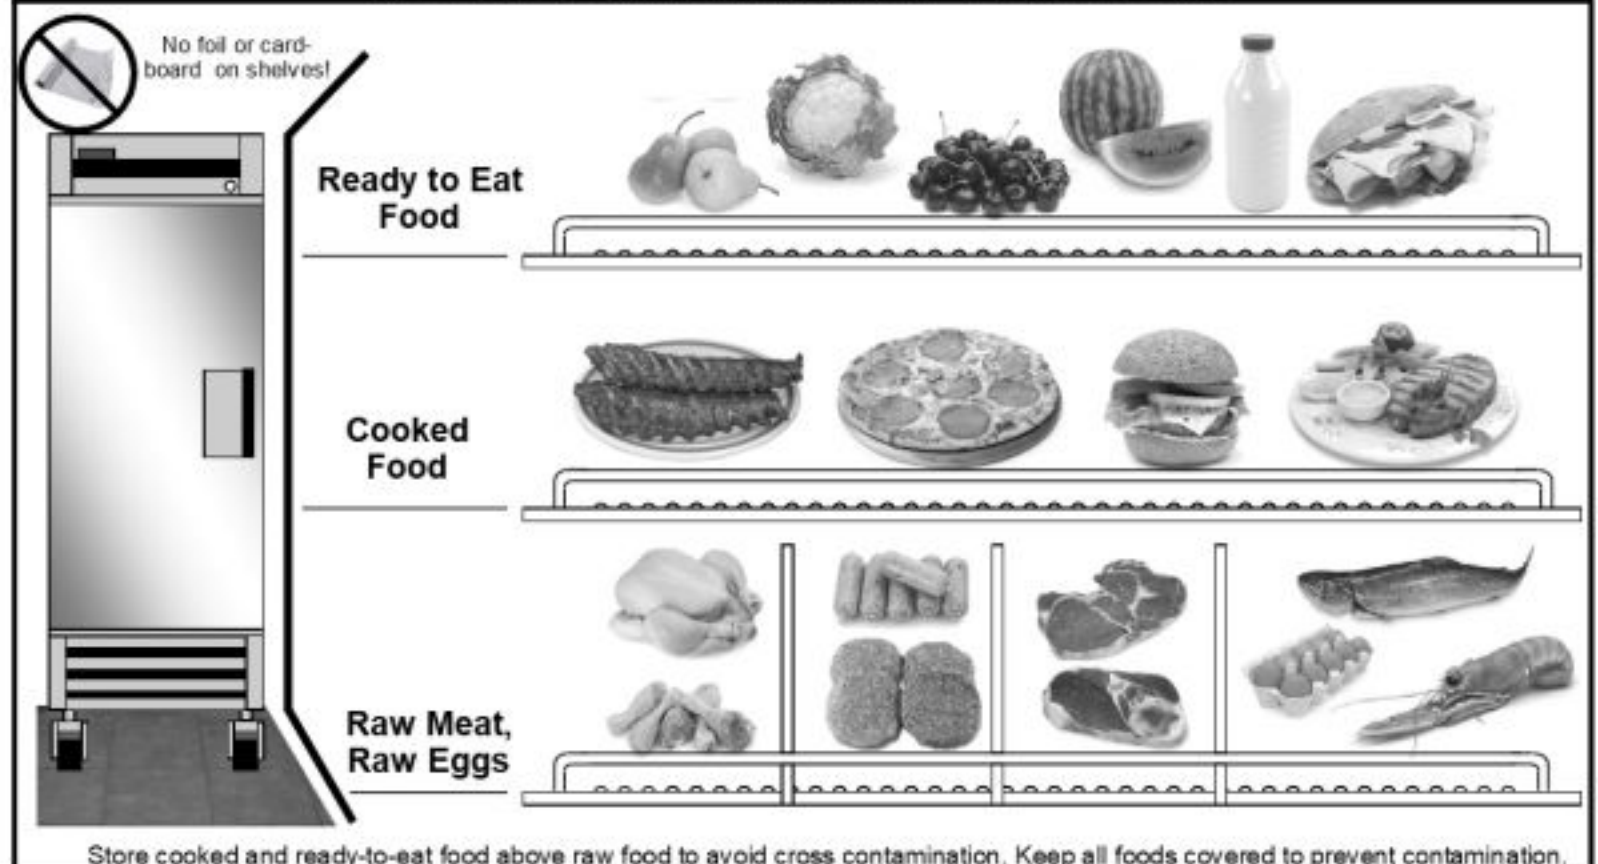 No foil or card-
board on shelves!
Ready to Eat
Food
Cooked
Food
Raw Meat,
Raw Eggs
Store cooked and ready-to-eat food above raw food to avoid cross contamination. Keep all foods covered to prevent contamination.